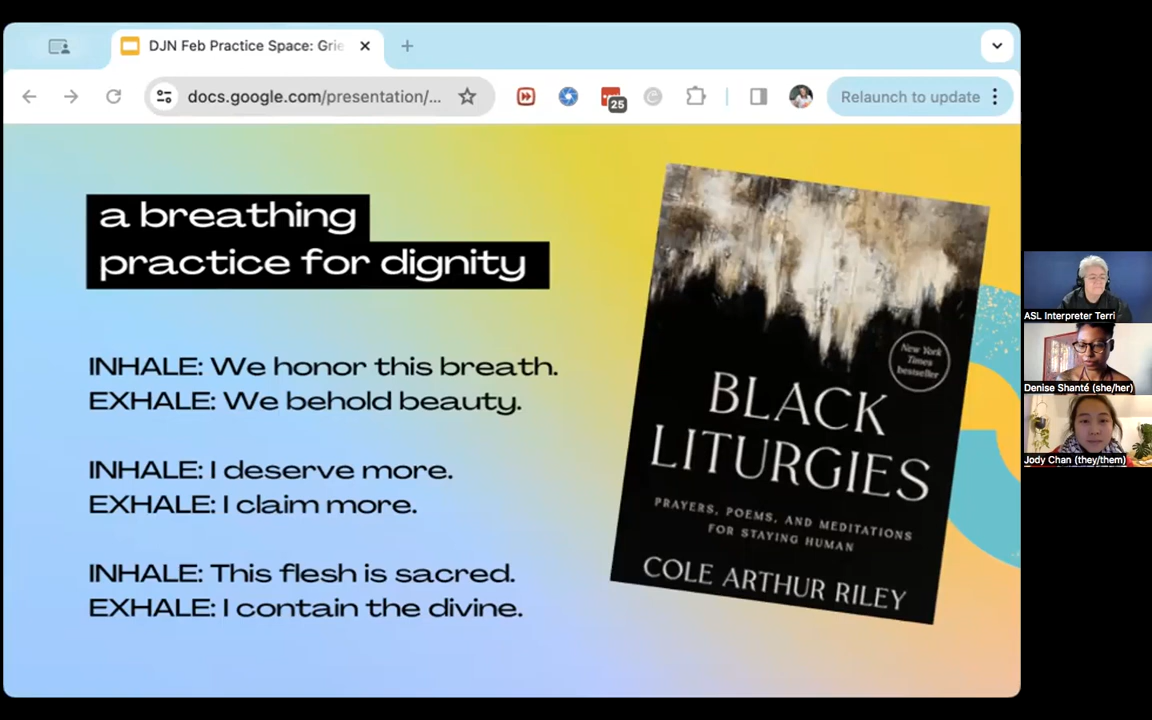 DJN Feb Practice Space: Grie
docs.google.com/presentation/...
25
Relaunch to update
a breathing
practice for dignity
INHALE: We honor this breath.
EXHALE: We behold beauty.
INHALE: I deserve more.
EXHALE: I claim more.
INHALE: This flesh is sacred.
EXHALE: I contain the divine.
New York
Times
bestseller
BLACK
LITURGIES
PRAYERS, POEMS, AND MEDITATIONS
FOR STAYING HUMAN
COLE ARTHUR RILEY
ASL Interpreter Terri
Denise Shanté (she/her)
Jody Chan (they/them)